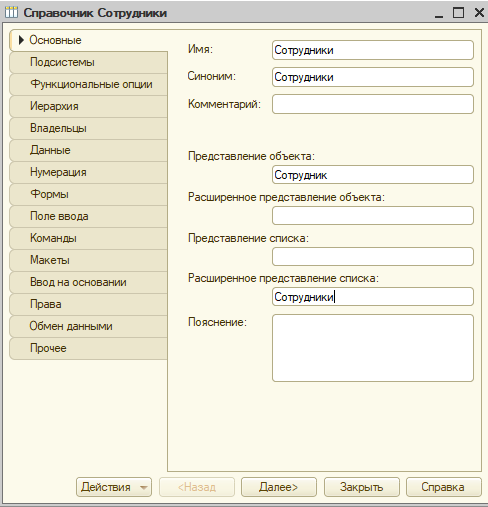 Справочник Сотрудники
Основные
Подсистемы
Функциональные опции
Иерархия
Владельцы
Данные
Нумерация
Формы
Поле ввода
Команды
Макеты
Ввод на основании
Права
Обмен данными
Прочее
Имя: Сотрудники
Синоним: Сотрудники
Комментарий:
Представление объекта:
Сотрудник
Расширенное представление объекта:
Представление списка:
Расширенное представление списка:
Сотрудники
Пояснение:
Действия <Назад Далее> Закрыть Справка